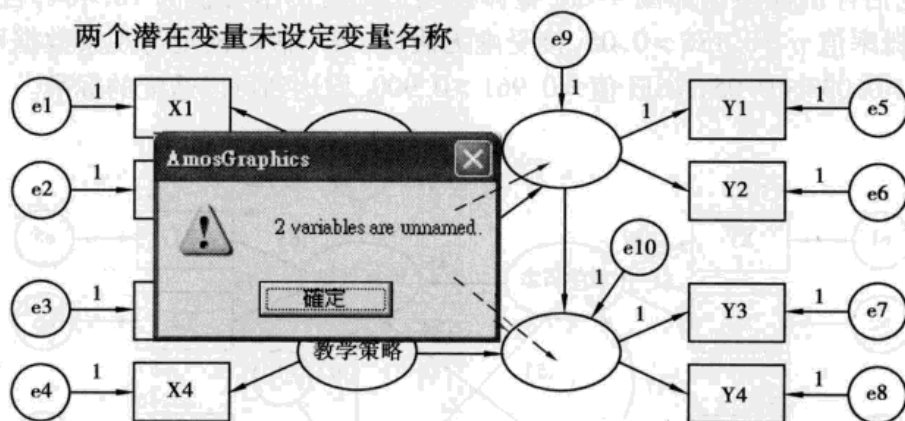 两个潜在变量未设定变量名称
e9
e1 1 X1 1 1 Y1 1 e5
AmosGraphics
e2 1 Y2 1 e6
2 variables are unnamed.
e10
確定 1
e3 1 1 Y3 1 e7
教学策略
e4 1 X4 Y4 1 e8